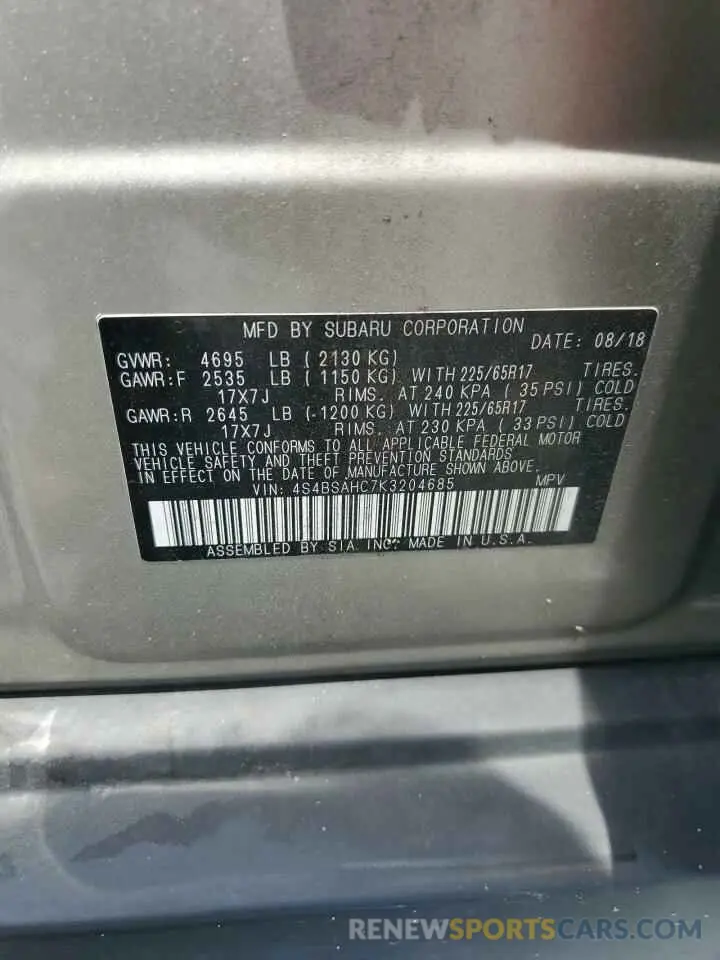 MFD BY SUBARU CORPORATION
DATE: 08/18
GVWR: 4695 LB ( 2130 KG)
GAWR:F 2535 LB ( 1150 KG) WITH 225/65R17 TIRES.
17X7J RIMS. AT 240 KPA ( 35 PSI) COLD
GAWR:R 2645 LB (-1200 KG) WITH 225/65R17 TIRES.
17X7J RIMS. AT 230 KPA ( 33 PSI) COLD
THIS VEHICLE CONFORMS TO ALL APPLICABLE FEDERAL MOTOR
VEHICLE SAFETY AND THEFT PREVENTION STANDARDS
IN EFFECT ON THE DATE OF MANUFACTURE SHOWN ABOVE.
VIN: 4S4BSAHC7K3204685 MPV
ASSEMBLED BY SIA INC. MADE IN U.S.A.
RENEWSPORTSCARS.COM